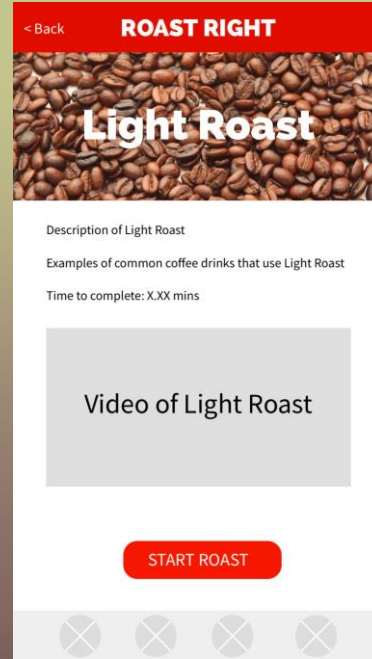 < Back ROAST RIGHT
Light Roast
Description of Light Roast
Examples of common coffee drinks that use Light Roast
Time to complete: X.XX mins
Video of Light Roast
START ROAST